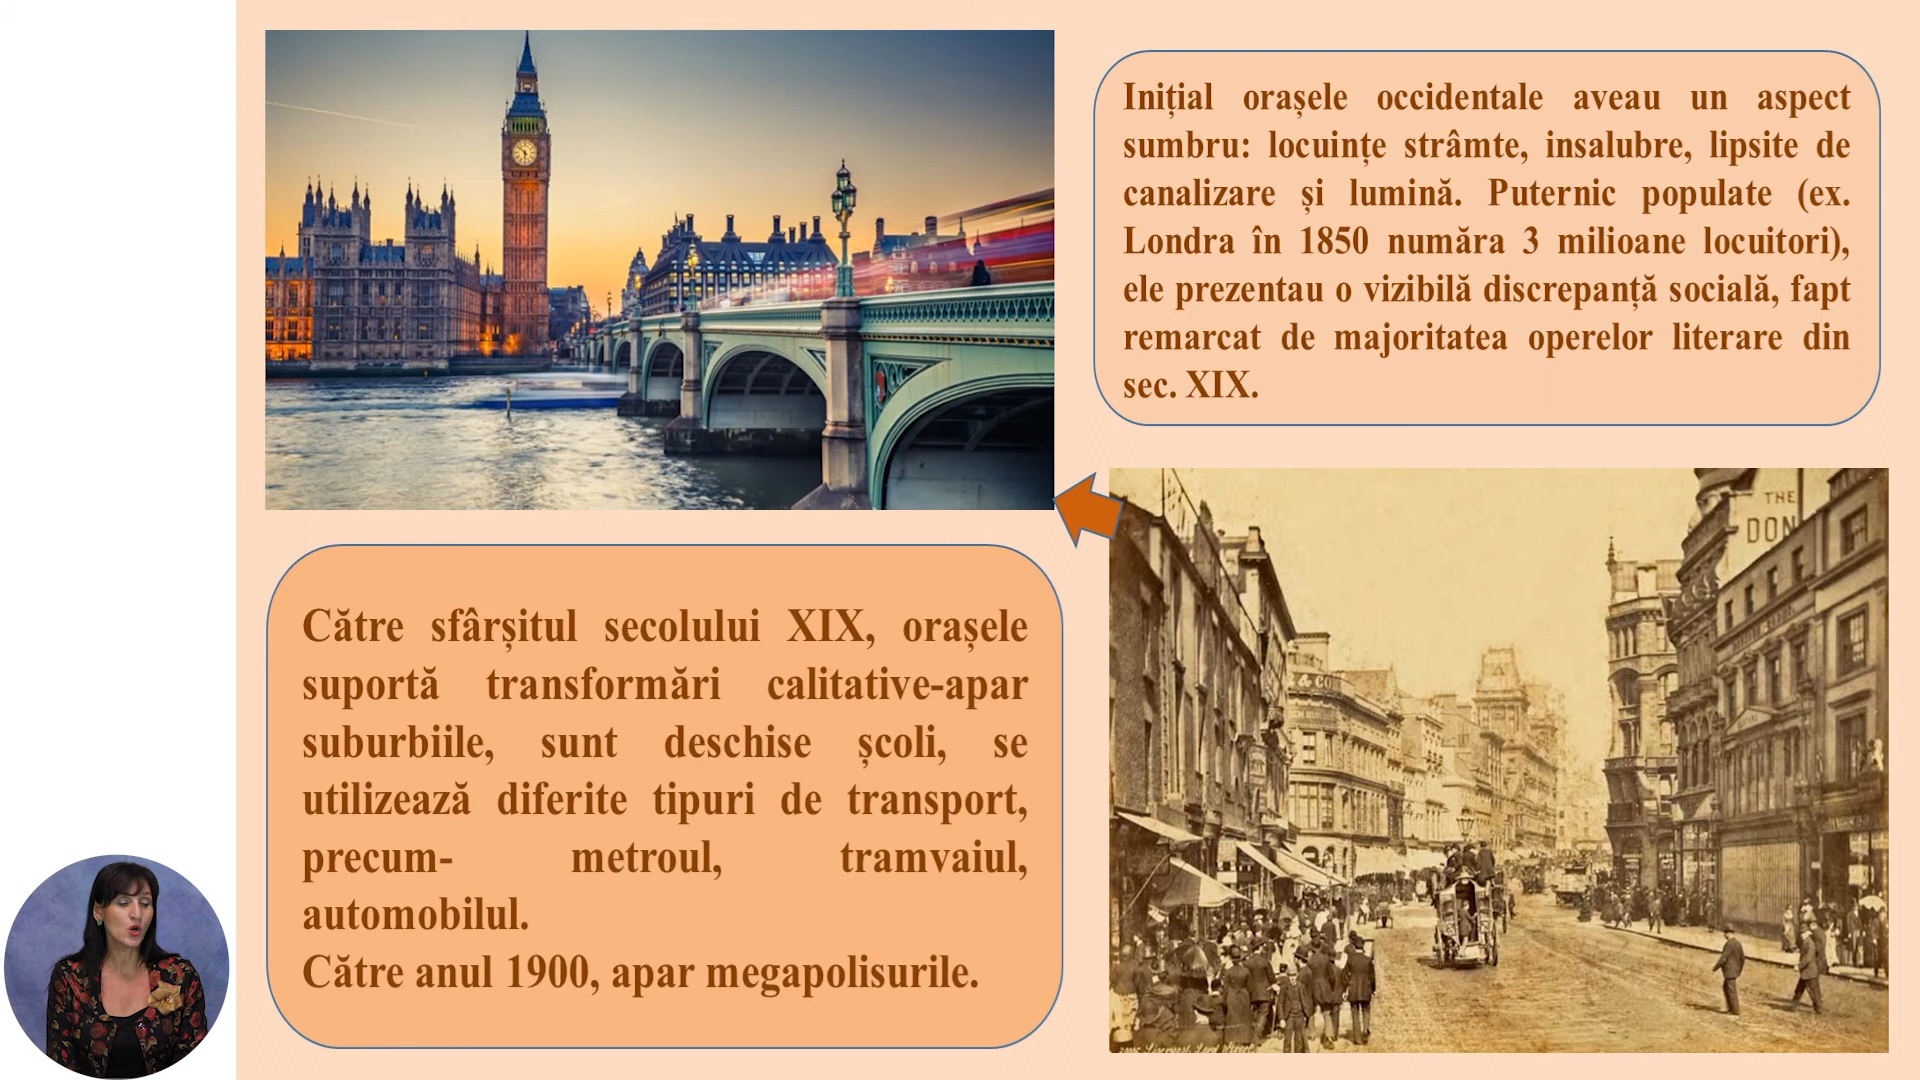 Inițial orașele occidentale aveau un aspect
sumbru: locuințe strâmte, insalubre, lipsite de
canalizare și lumină. Puternic populate (ex.
Londra în 1850 număra 3 milioane locuitori),
ele prezentau o vizibilă discrepanță socială, fapt
remarcat de majoritatea operelor literare din
sec. XIX.
Către sfârșitul secolului XIX, orașele
suportă transformări calitative-apar
suburbiile, sunt deschise școli, se
utilizează diferite tipuri de transport,
precum- metroul, tramvaiul,
automobilul.
Către anul 1900, apar megapolisurile.
THE
DON
& CO